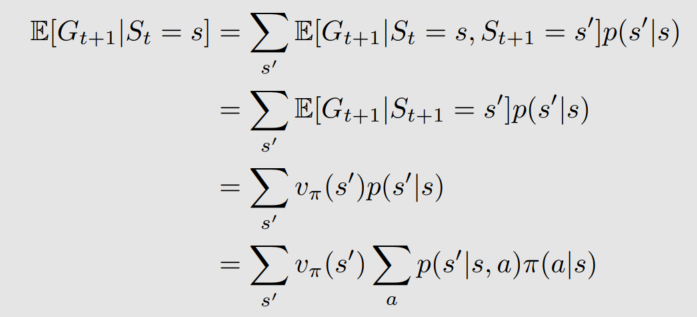 𝔼[G_{t+1}|S_t = s] = ∑_{s′} 𝔼[G_{t+1}|S_t = s, S_{t+1} = s′]p(s′|s)
= ∑_{s′} 𝔼[G_{t+1}|S_{t+1} = s′]p(s′|s)
= ∑_{s′} v_π(s′)p(s′|s)
= ∑_{s′} v_π(s′) ∑_a p(s′|s, a)π(a|s)